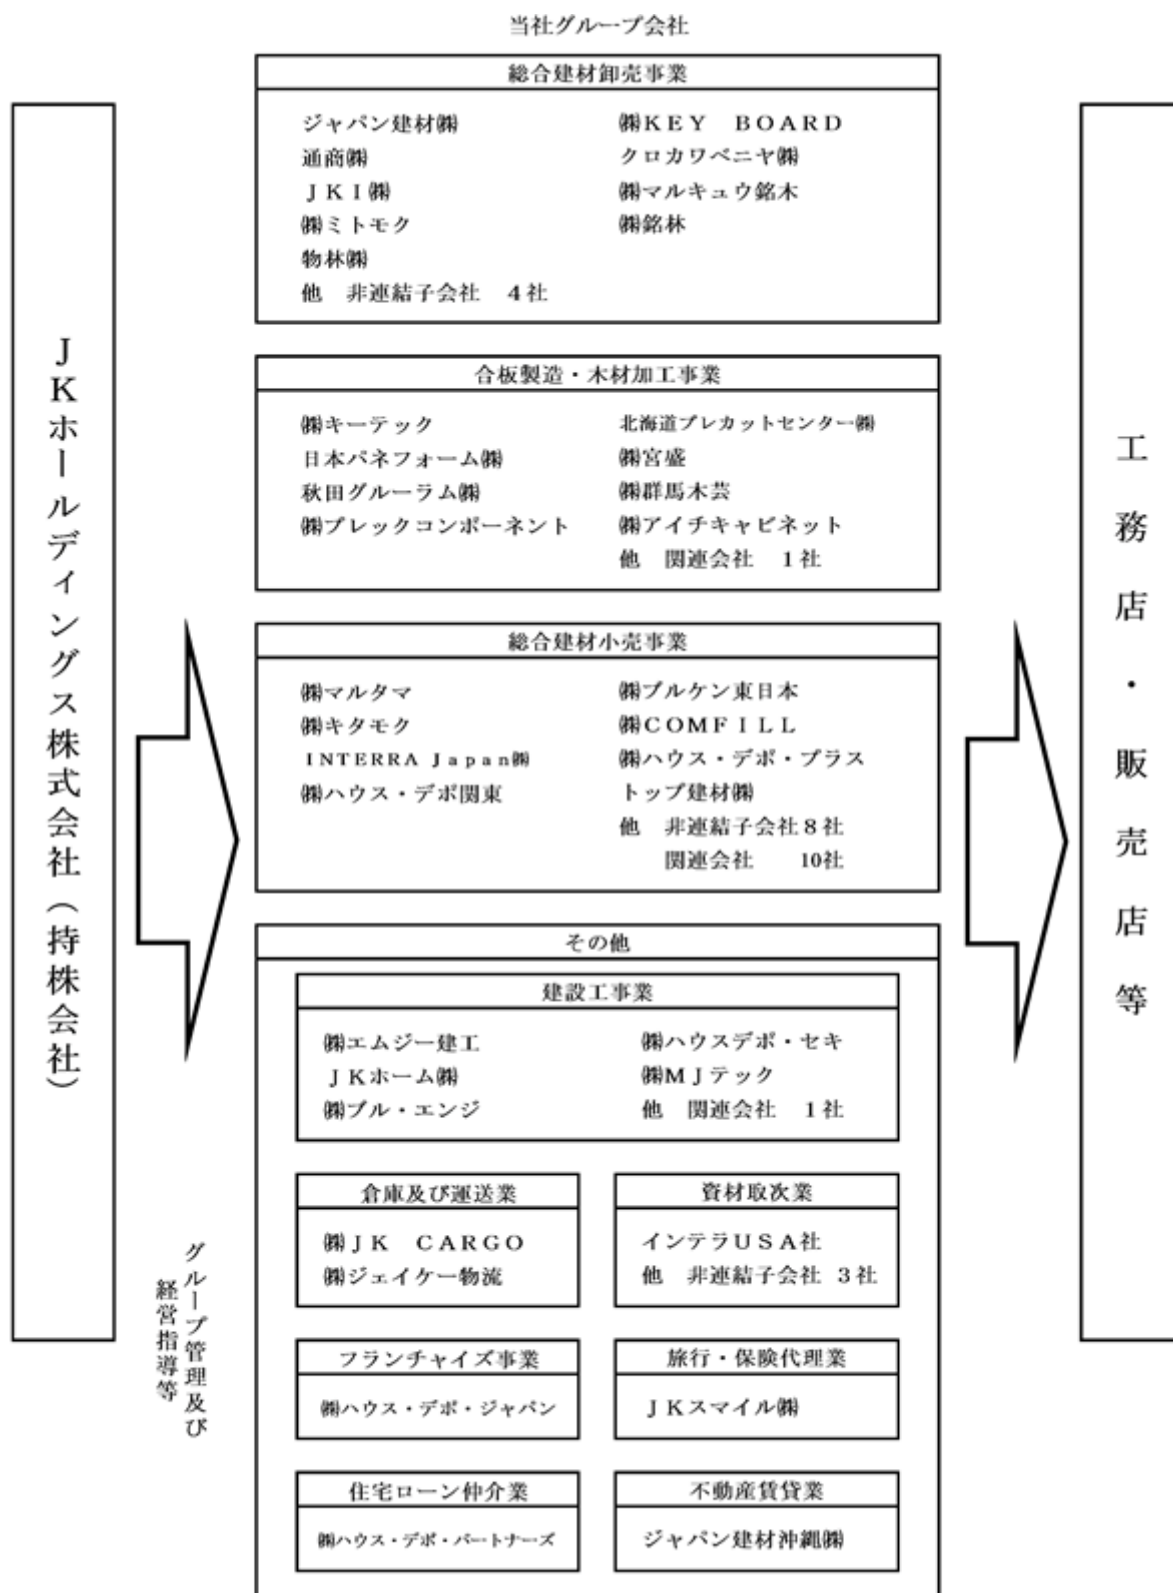 当社グループ会社
JKホールディングス株式会社（持株会社）
グループ管理及び
経営指導等
総合建材卸売事業
ジャパン建材㈱
通商㈱
ＪＫＩ㈱
㈱ミトモク
物林㈱
他　非連結子会社　4社
㈱ＫＥＹ　ＢＯＡＲＤ
クロカワベニヤ㈱
㈱マルキュウ銘木
㈱銘林
合板製造・木材加工事業
㈱キーテック
日本パネフォーム㈱
秋田グルーラム㈱
㈱ブレックコンポーネント
北海道プレカットセンター㈱
㈱宮盛
㈱群馬木芸
㈱アイチキャビネット
他　関連会社　1社
総合建材小売事業
㈱マルタマ
㈱キタモク
ＩＮＴＥＲＲＡ Ｊａｐａｎ㈱
㈱ハウス・デポ関東
㈱ブルケン東日本
㈱ＣＯＭＦＩＬＬ
㈱ハウス・デポ・プラス
トップ建材㈱
他　非連結子会社8社
関連会社　10社
その他
建設工事業
㈱エムジー建工
ＪＫホーム㈱
㈱ブル・エンジ
㈱ハウスデポ・セキ
㈱ＭＪテック
他　関連会社　1社
倉庫及び運送業
㈱ＪＫ　ＣＡＲＧＯ
㈱ジェイケー物流
資材取次業
インテラＵＳＡ社
他　非連結子会社 3社
フランチャイズ事業
㈱ハウス・デポ・ジャパン
旅行・保険代理業
ＪＫスマイル㈱
住宅ローン仲介業
㈱ハウス・デポ・パートナーズ
不動産賃貸業
ジャパン建材沖縄㈱
工務店・販売店等